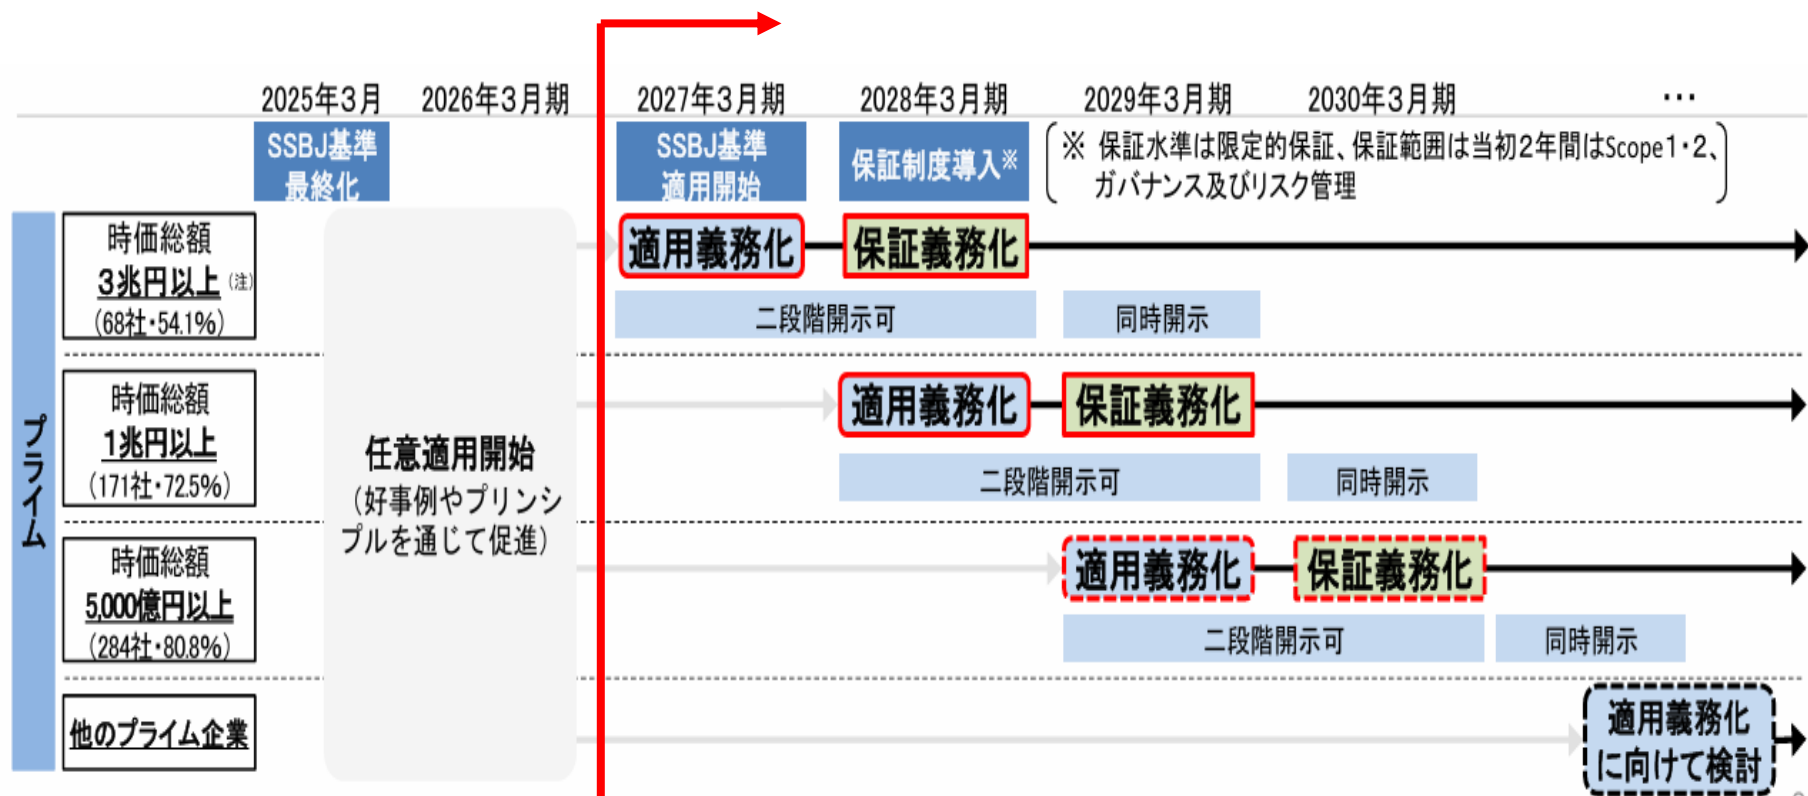 2025年3月
2026年3月期
2027年3月期
2028年3月期
2029年3月期
2030年3月期
…
SSBJ基準
最終化
SSBJ基準
適用開始
保証制度導入※
※ 保証水準は限定的保証、保証範囲は当初2年間はScope1・2、
ガバナンス及びリスク管理
プライム
時価総額
3兆円以上(注)
(68社・54.1%)
適用義務化
保証義務化
二段階開示可
同時開示
時価総額
1兆円以上
(171社・72.5%)
任意適用開始
(好事例やプリンシ
プルを通じて促進)
適用義務化
保証義務化
二段階開示可
同時開示
時価総額
5,000億円以上
(284社・80.8%)
適用義務化
保証義務化
二段階開示可
同時開示
他のプライム企業
適用義務化
に向けて検討